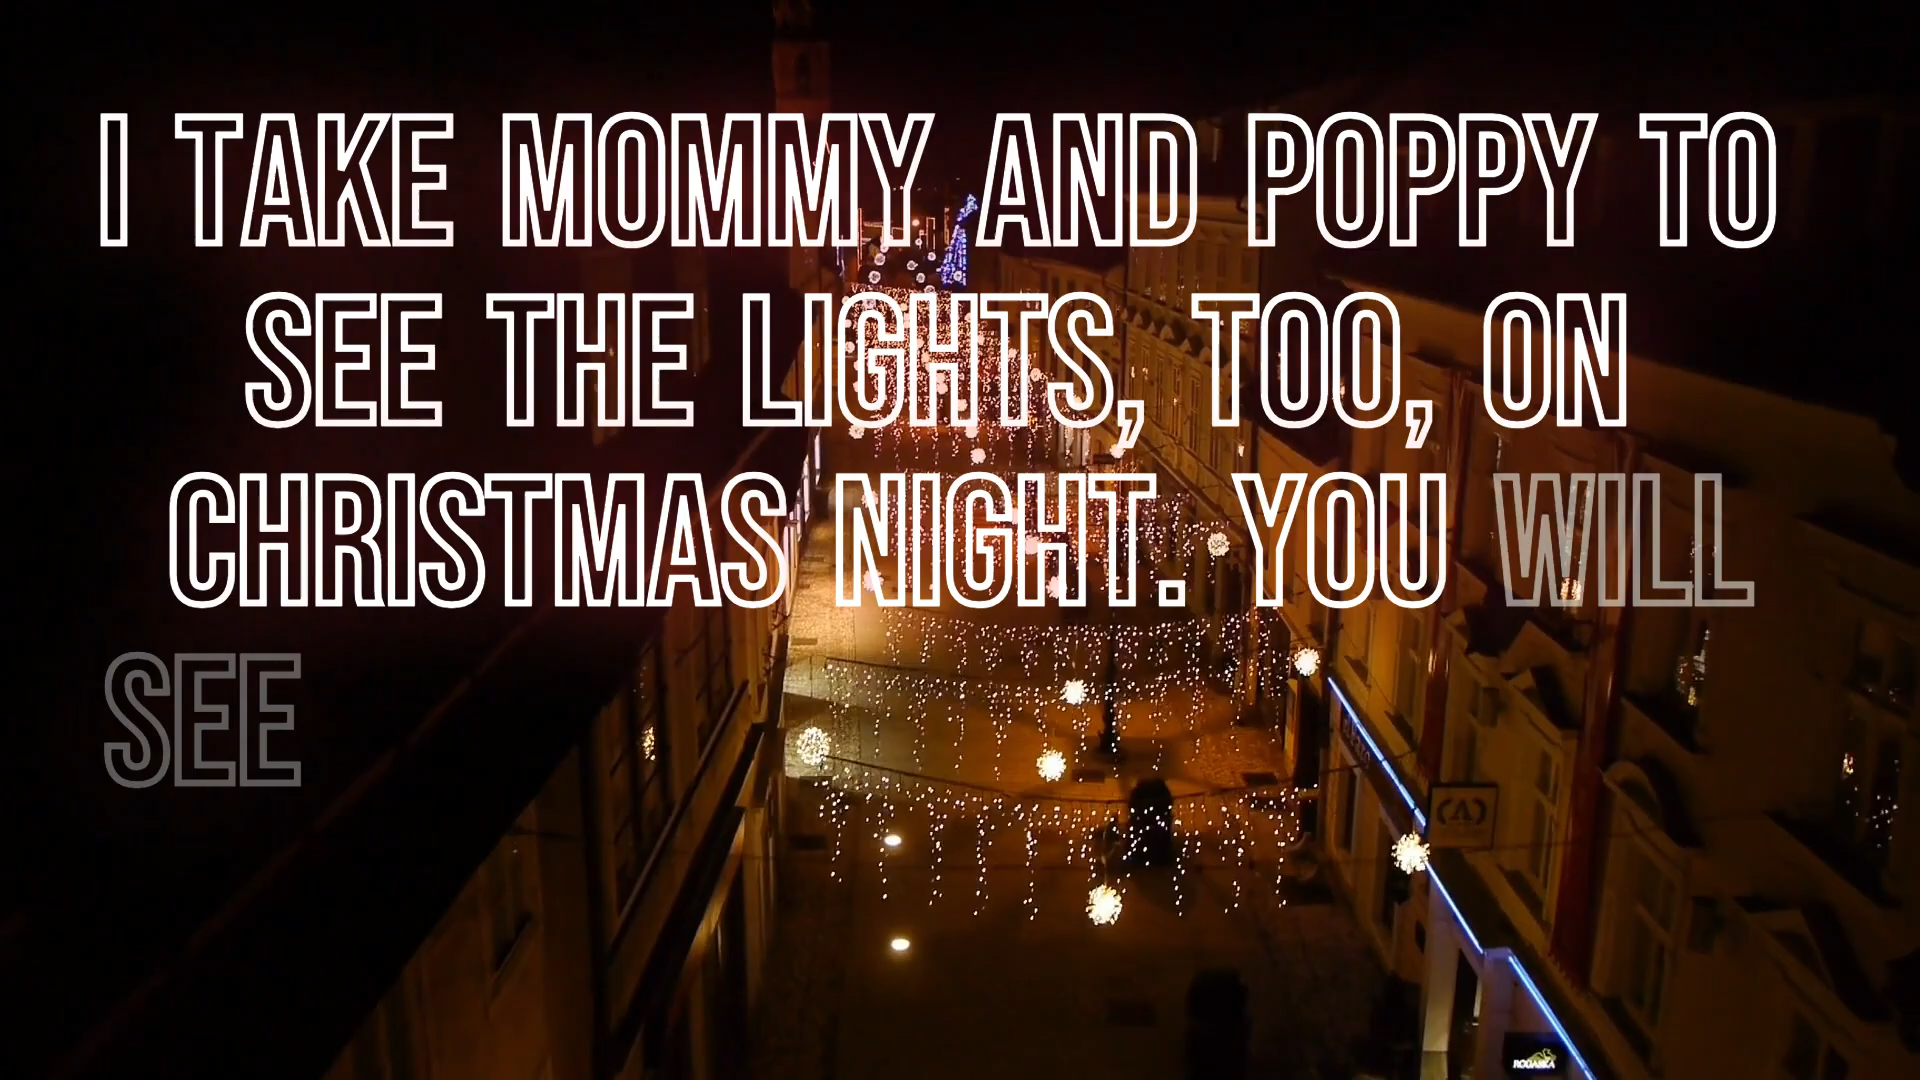 I TAKE MOMMY AND POPPY TO
SEE THE LIGHTS, TOO, ON
CHRISTMAS NIGHT. YOU WILL
SEE
(A)